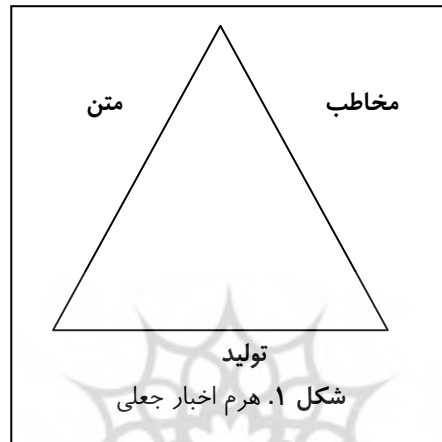 مخاطب
متن
تولید
شکل ۱. هرم اخبار جعلی